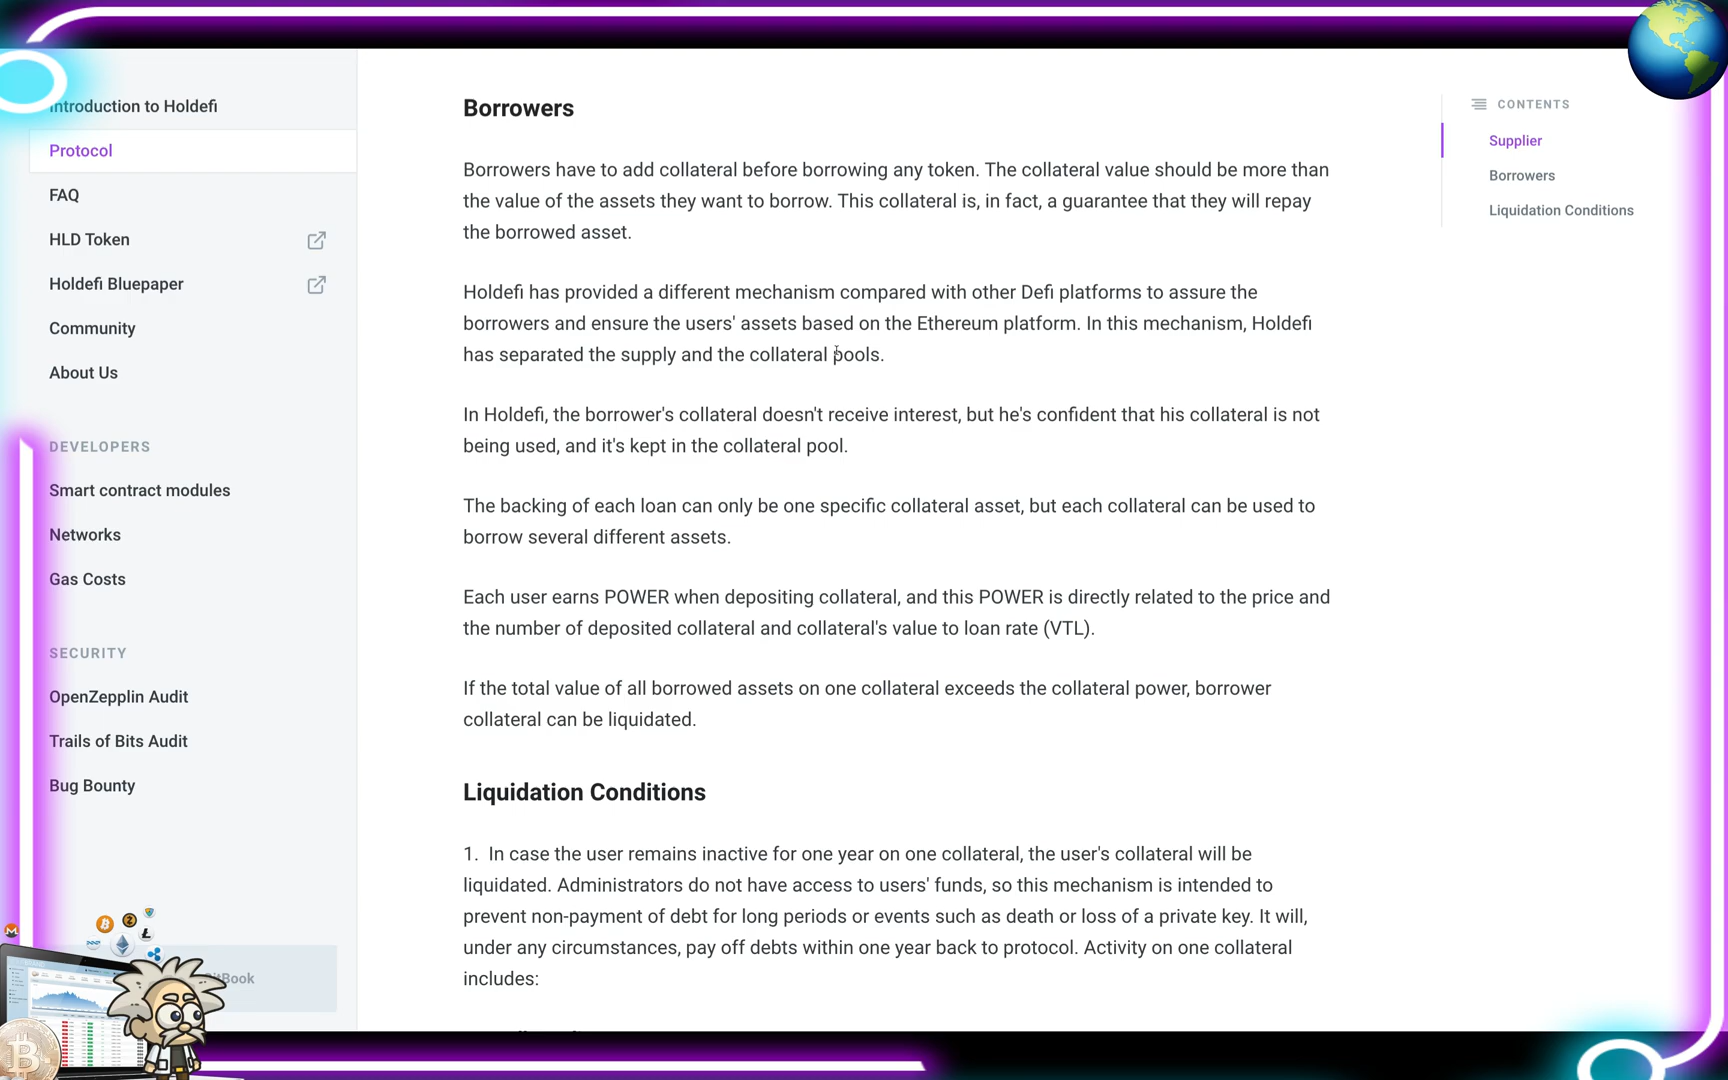 Introduction to Holdefi
Protocol
FAQ
HLD Token
Holdefi Bluepaper
Community
About Us
DEVELOPERS
Smart contract modules
Networks
Gas Costs
SECURITY
OpenZepplin Audit
Trails of Bits Audit
Bug Bounty
Borrowers
Borrowers have to add collateral before borrowing any token. The collateral value should be more than
the value of the assets they want to borrow. This collateral is, in fact, a guarantee that they will repay
the borrowed asset.
Holdefi has provided a different mechanism compared with other Defi platforms to assure the
borrowers and ensure the users' assets based on the Ethereum platform. In this mechanism, Holdefi
has separated the supply and the collateral pools.
In Holdefi, the borrower's collateral doesn't receive interest, but he's confident that his collateral is not
being used, and it's kept in the collateral pool.
The backing of each loan can only be one specific collateral asset, but each collateral can be used to
borrow several different assets.
Each user earns POWER when depositing collateral, and this POWER is directly related to the price and
the number of deposited collateral and collateral's value to loan rate (VTL).
If the total value of all borrowed assets on one collateral exceeds the collateral power, borrower
collateral can be liquidated.
Liquidation Conditions
1. In case the user remains inactive for one year on one collateral, the user's collateral will be
liquidated. Administrators do not have access to users' funds, so this mechanism is intended to
prevent non-payment of debt for long periods or events such as death or loss of a private key. It will,
under any circumstances, pay off debts within one year back to protocol. Activity on one collateral
includes:
CONTENTS
Supplier
Borrowers
Liquidation Conditions